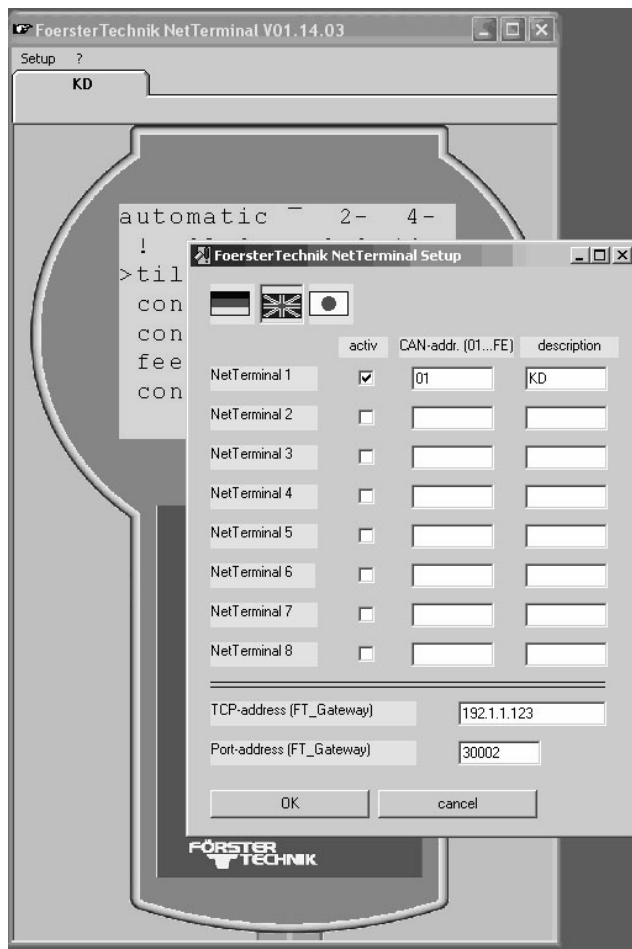 FoersterTechnik NetTerminal V01.14.03
Setup ?
KD
automatic 2- 4-
!
>til
con
con
fee
con
FoersterTechnik NetTerminal Setup
activ CAN-addr. (01...FE) description
NetTerminal 1 01 KD
NetTerminal 2
NetTerminal 3
NetTerminal 4
NetTerminal 5
NetTerminal 6
NetTerminal 7
NetTerminal 8
TCP-address (FT_Gateway) 192.1.1.123
Port-address (FT_Gateway) 30002
OK cancel
FÖRSTER
TECHNIK